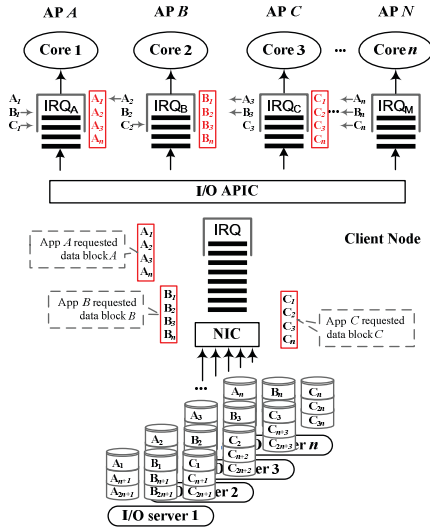 AP A AP B AP C AP N
Core 1 Core 2 Core 3 ... Core n
IRQA IRQB IRQC IRQM
A1 B1 C1
A1 A2 A3 An
A2 B2 C2
B1 B2 B3 Bn
A3 B3 C3
C1 C2 C3 Cn
... An Bn Cn
I/O APIC
IRQ
Client Node
App A requested
data block A
A1
A2
A3
An
App B requested
data block B
B1
B2
B3
Bn
C1
C2
C3
Cn
App C requested
data block C
NIC
...
An Bn Cn
C2n
C3n
A3 B3 C3
Cn+3
C2n+3
server n
A2 B2 C2
Cn+2
C2n+2
server 3
A1 B1 C1
An+1 Bn+1 Cn+1
A2n+1 B2n+1 C2n+1
server 2
I/O server 1